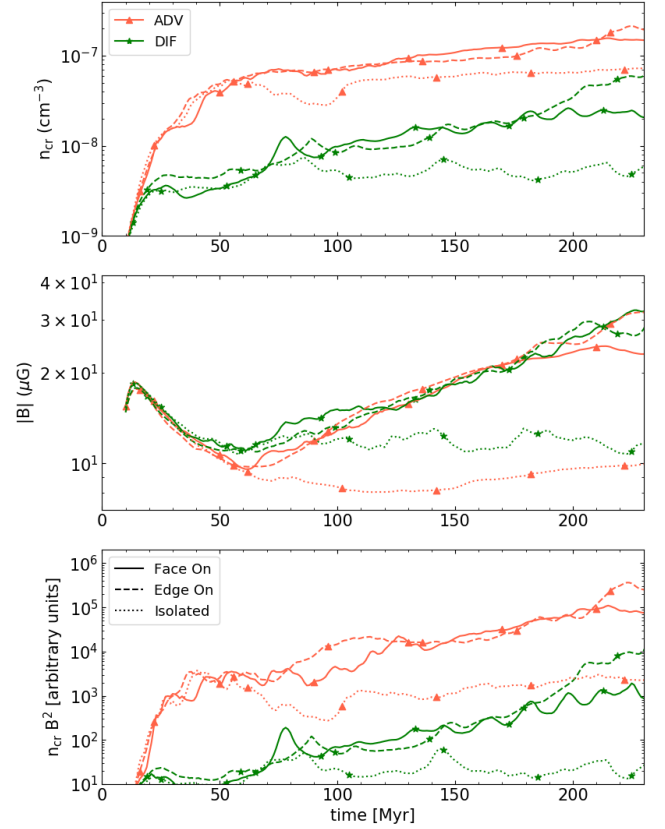 ADV
DIF
n_cr (cm⁻³)
10⁻⁷
10⁻⁸
10⁻⁹
0 50 100 150 200
|B| (μG)
4 × 10¹
3 × 10¹
2 × 10¹
10¹
0 50 100 150 200
Face On
Edge On
Isolated
n_cr B² [arbitrary units]
10⁶
10⁵
10⁴
10³
10²
10¹
0 50 100 150 200
time [Myr]